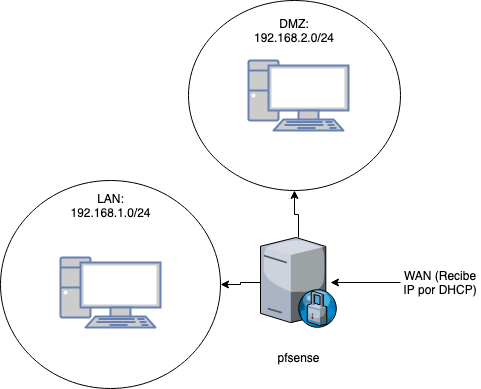 DMZ:
192.168.2.0/24
LAN:
192.168.1.0/24
WAN (Recibe
IP por DHCP)
pfsense